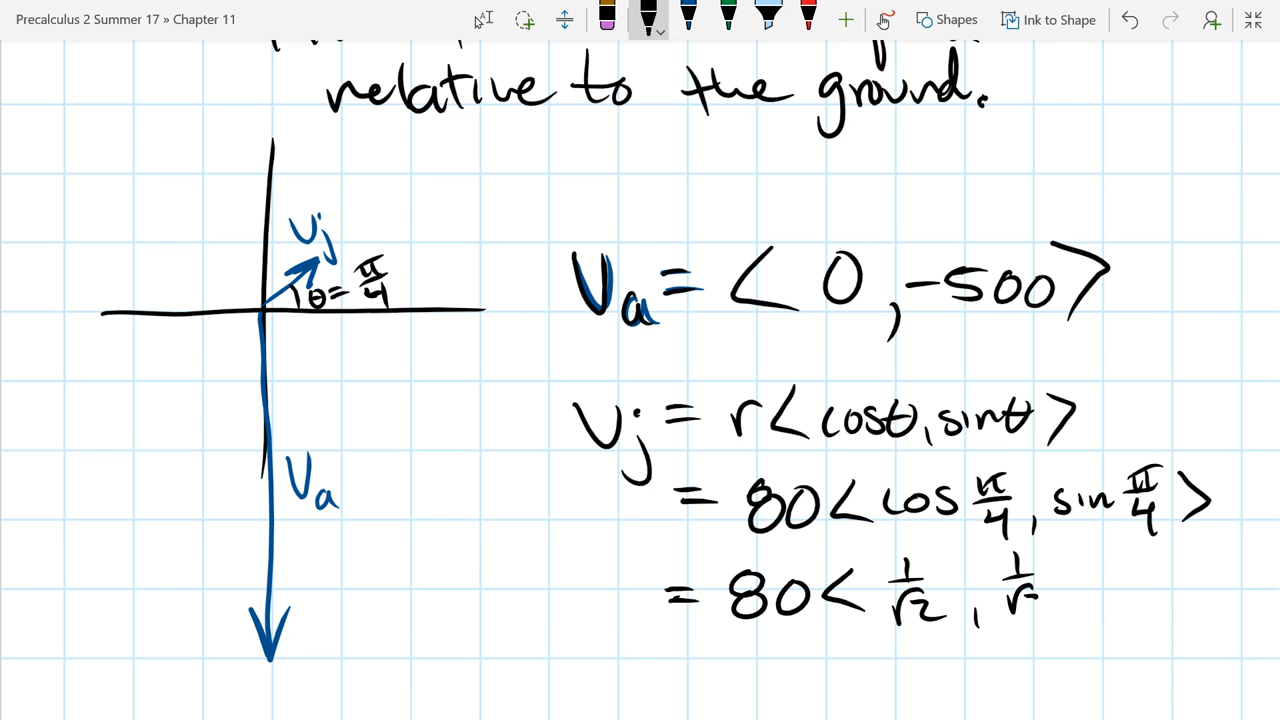 Precalculus 2 Summer 17 » Chapter 11
Shapes
Ink to Shape
relative to the ground.
Vj
θ = π/4
Va
Va = < 0, -500>
Vj = r< cosθ, sinθ >
= 80< cos π/4, sin π/4 >
= 80< 1/√2, 1/√